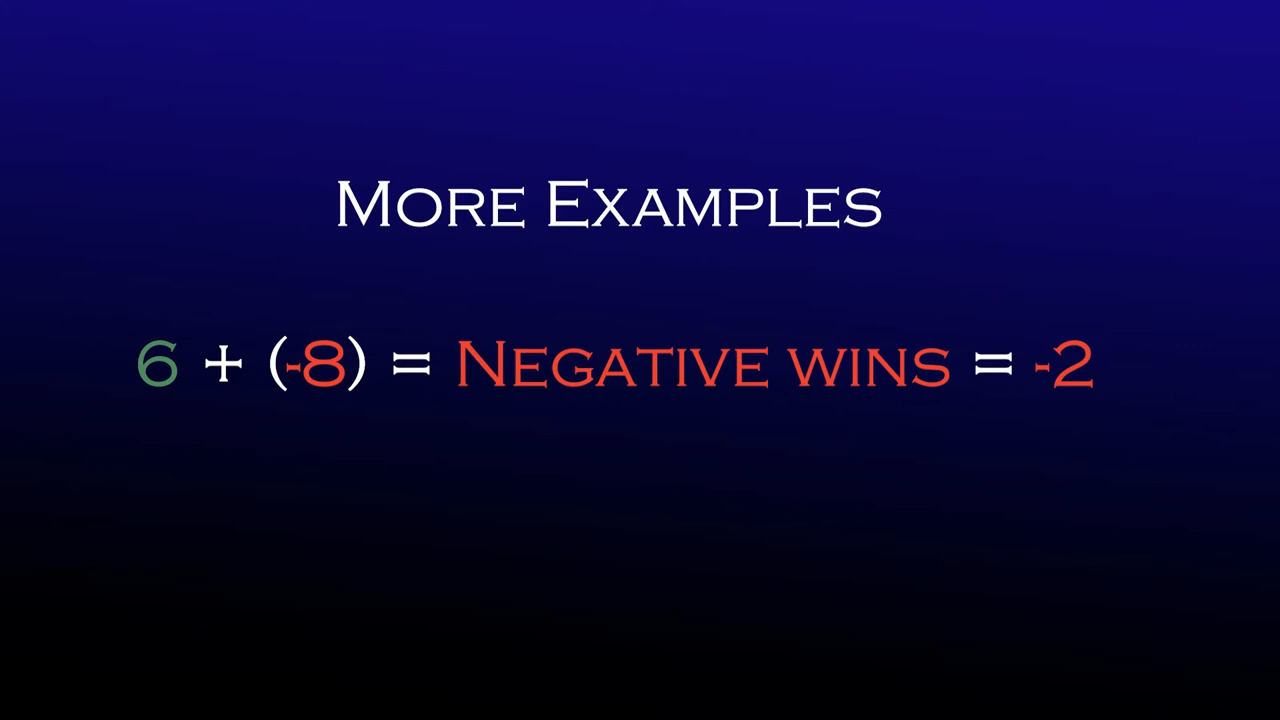 More Examples
6 + (-8) = Negative wins = -2